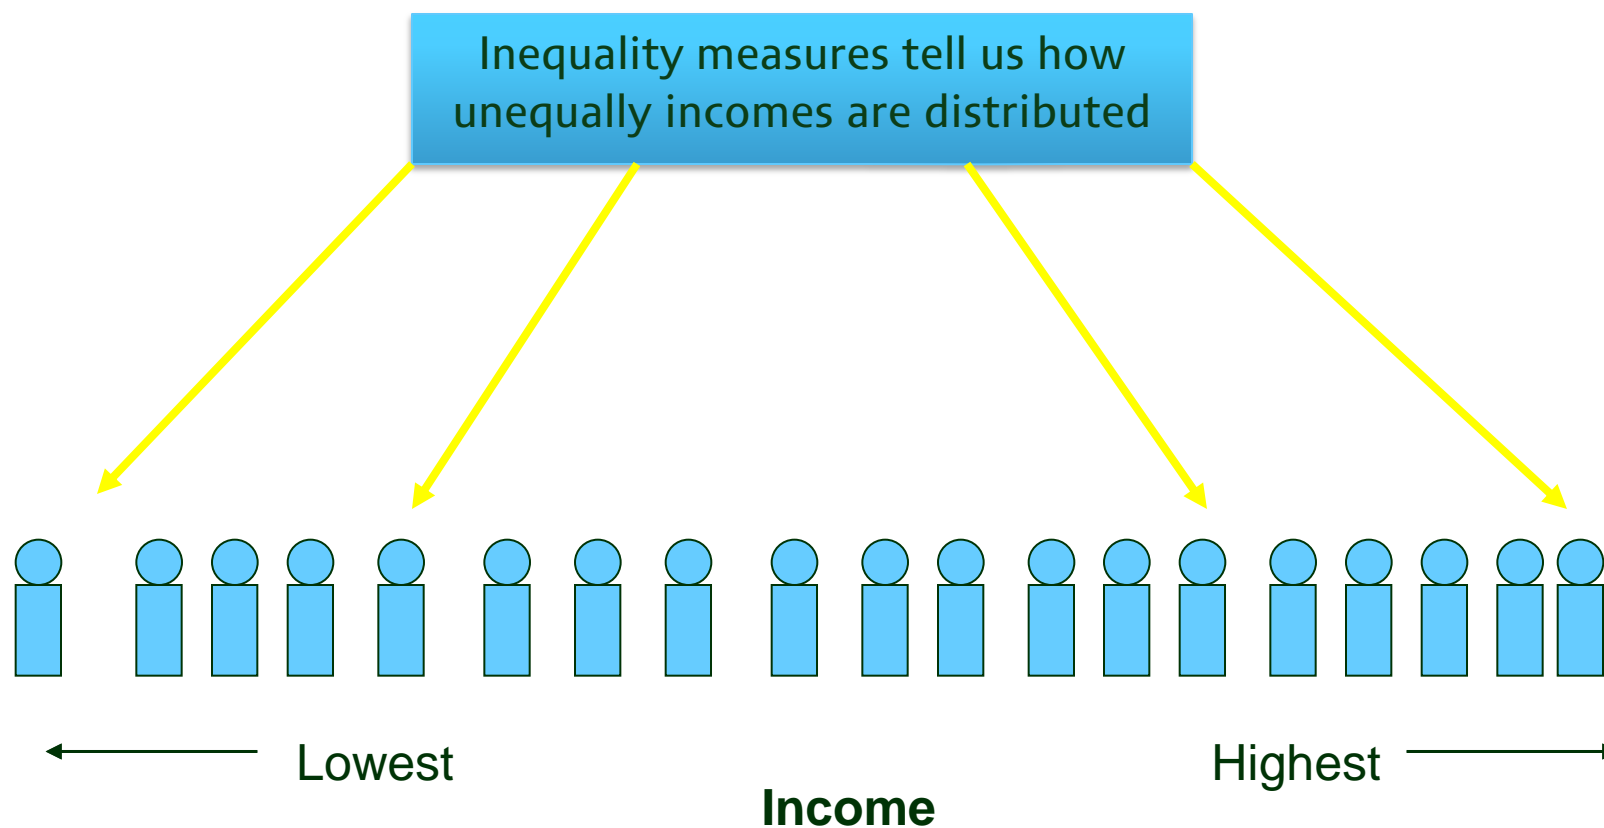 Inequality measures tell us how
unequally incomes are distributed
Lowest
Highest
Income